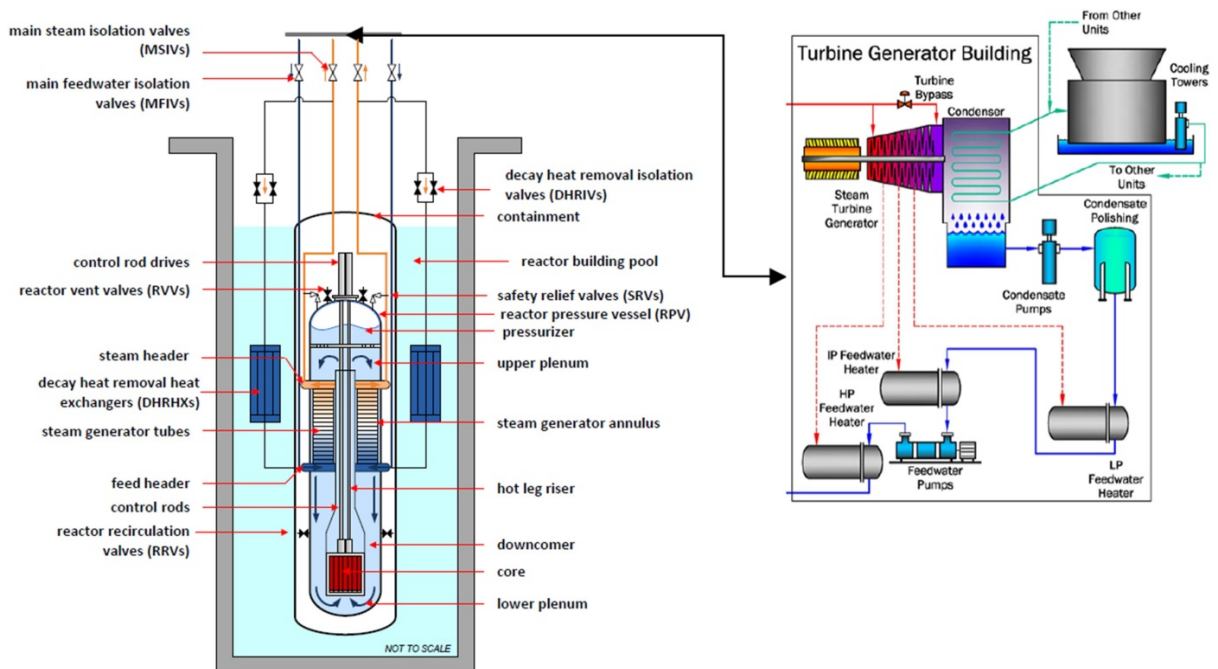 main steam isolation valves
(MSIVs)
main feedwater isolation
valves (MFIVs)
decay heat removal isolation
valves (DHRIVs)
containment
control rod drives
reactor building pool
reactor vent valves (RVVs)
safety relief valves (SRVs)
reactor pressure vessel (RPV)
pressurizer
steam header
upper plenum
decay heat removal heat
exchangers (DHRHXs)
steam generator tubes
steam generator annulus
feed header
hot leg riser
control rods
reactor recirculation
valves (RRVs)
downcomer
core
lower plenum
NOT TO SCALE
Turbine Generator Building
From Other
Units
Cooling
Towers
Turbine
Bypass
Condenser
To Other
Units
Steam
Turbine
Generator
Condensate
Polishing
Condensate
Pumps
IP Feedwater
Heater
HP
Feedwater
Heater
Feedwater
Pumps
LP
Feedwater
Heater